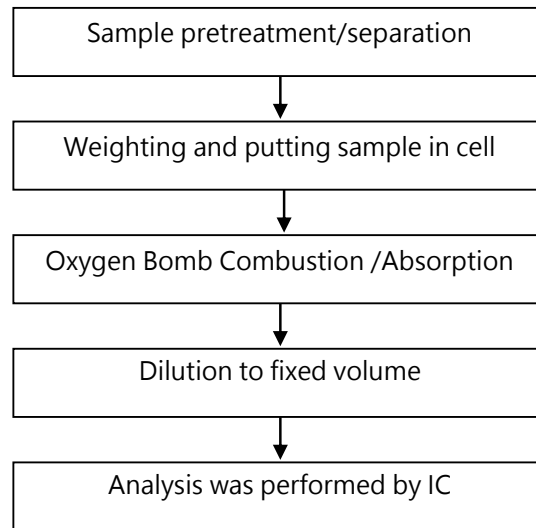 Sample pretreatment/separation
Weighting and putting sample in cell
Oxygen Bomb Combustion /Absorption
Dilution to fixed volume
Analysis was performed by IC